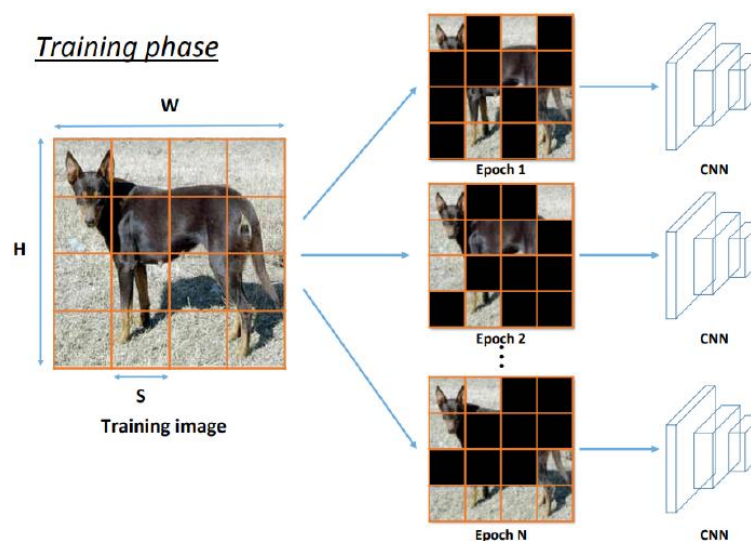 Training phase
W
H
S
Training image
Epoch 1
CNN
Epoch 2
CNN
Epoch N
CNN